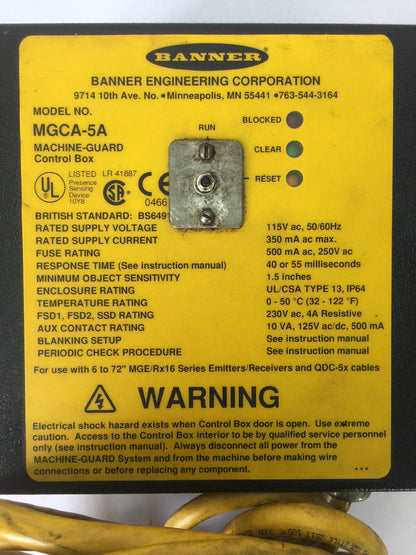 BANNER
BANNER ENGINEERING CORPORATION
9714 10th Ave. No. • Minneapolis, MN 55441 • 763-544-3164
MODEL NO.
MGCA-5A
MACHINE-GUARD
Control Box
RUN
BLOCKED
CLEAR
RESET
UL LISTED LR 41887
Presence
Sensing
Device
10Y8
0466
BRITISH STANDARD: BS6491
RATED SUPPLY VOLTAGE 115V ac, 50/60Hz
RATED SUPPLY CURRENT 350 mA ac max.
FUSE RATING 500 mA ac, 250V ac
RESPONSE TIME (See instruction manual) 40 or 55 milliseconds
MINIMUM OBJECT SENSITIVITY 1.5 inches
ENCLOSURE RATING UL/CSA TYPE 13, IP64
TEMPERATURE RATING 0 - 50 °C (32 - 122 °F)
FSD1, FSD2, SSD RATING 230V ac, 4A Resistive
AUX CONTACT RATING 10 VA, 125V ac/dc, 500 mA
BLANKING SETUP See instruction manual
PERIODIC CHECK PROCEDURE See instruction manual
For use with 6 to 72" MGE/Rx16 Series Emitters/Receivers and QDC-5x cables
WARNING
Electrical shock hazard exists when Control Box door is open. Use extreme
caution. Access to the Control Box interior to be by qualified service personnel
only (see instruction manual). Always disconnect all power from the
MACHINE-GUARD System and from the machine before making wire
connections or before replacing any component.
...